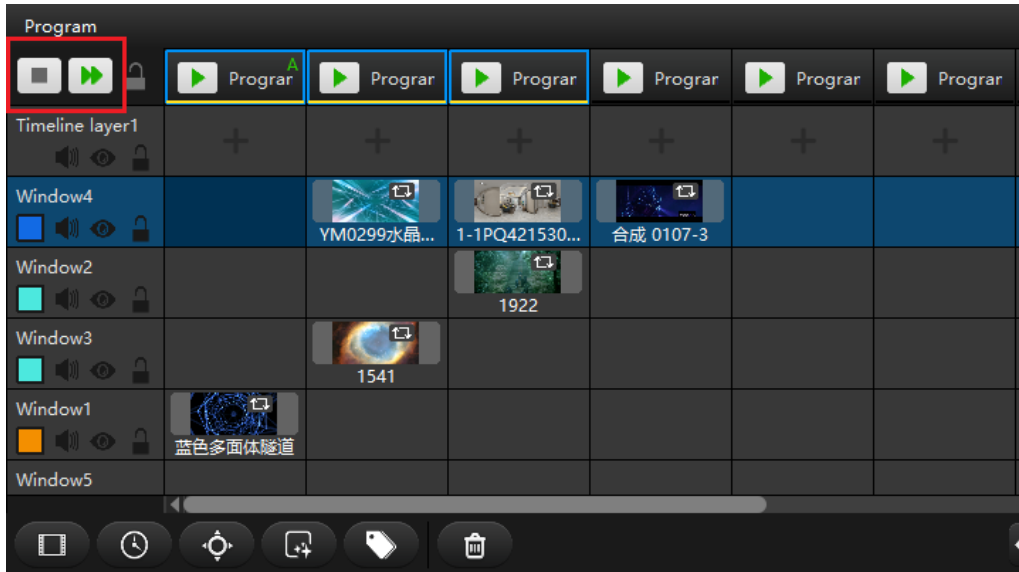 Program
A
Prograr
Prograr
Prograr
Prograr
Prograr
Prograr
Timeline layer1
Window4
YM0299水晶...
1-1PQ421530...
合成 0107-3
Window2
1922
Window3
1541
Window1
蓝色多面体隧道
Window5